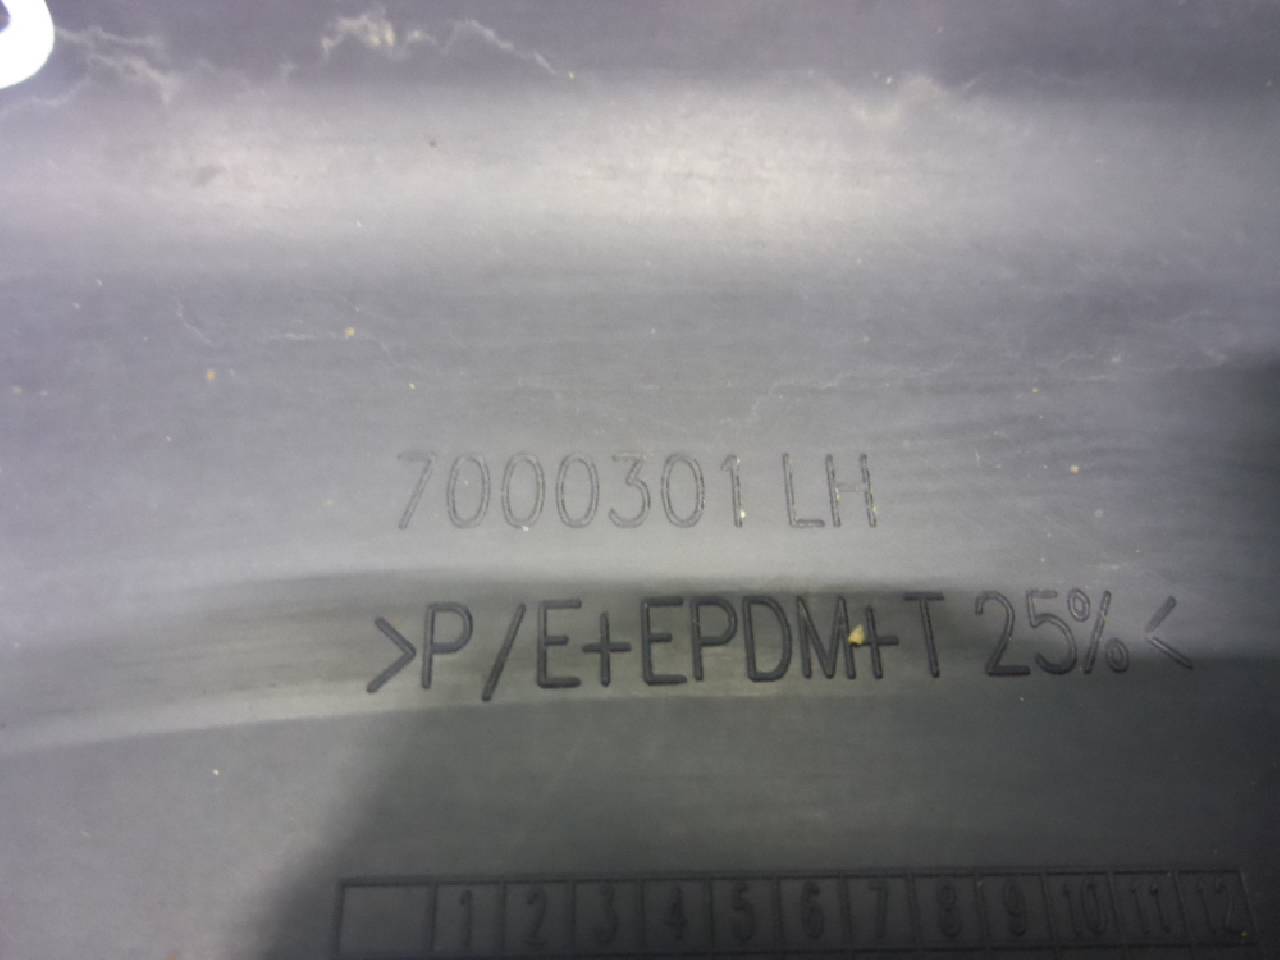 7000301 LH
>P/E+EPDM+T 25%<
1 2 3 4 5 6 7 8 9 10 11 12